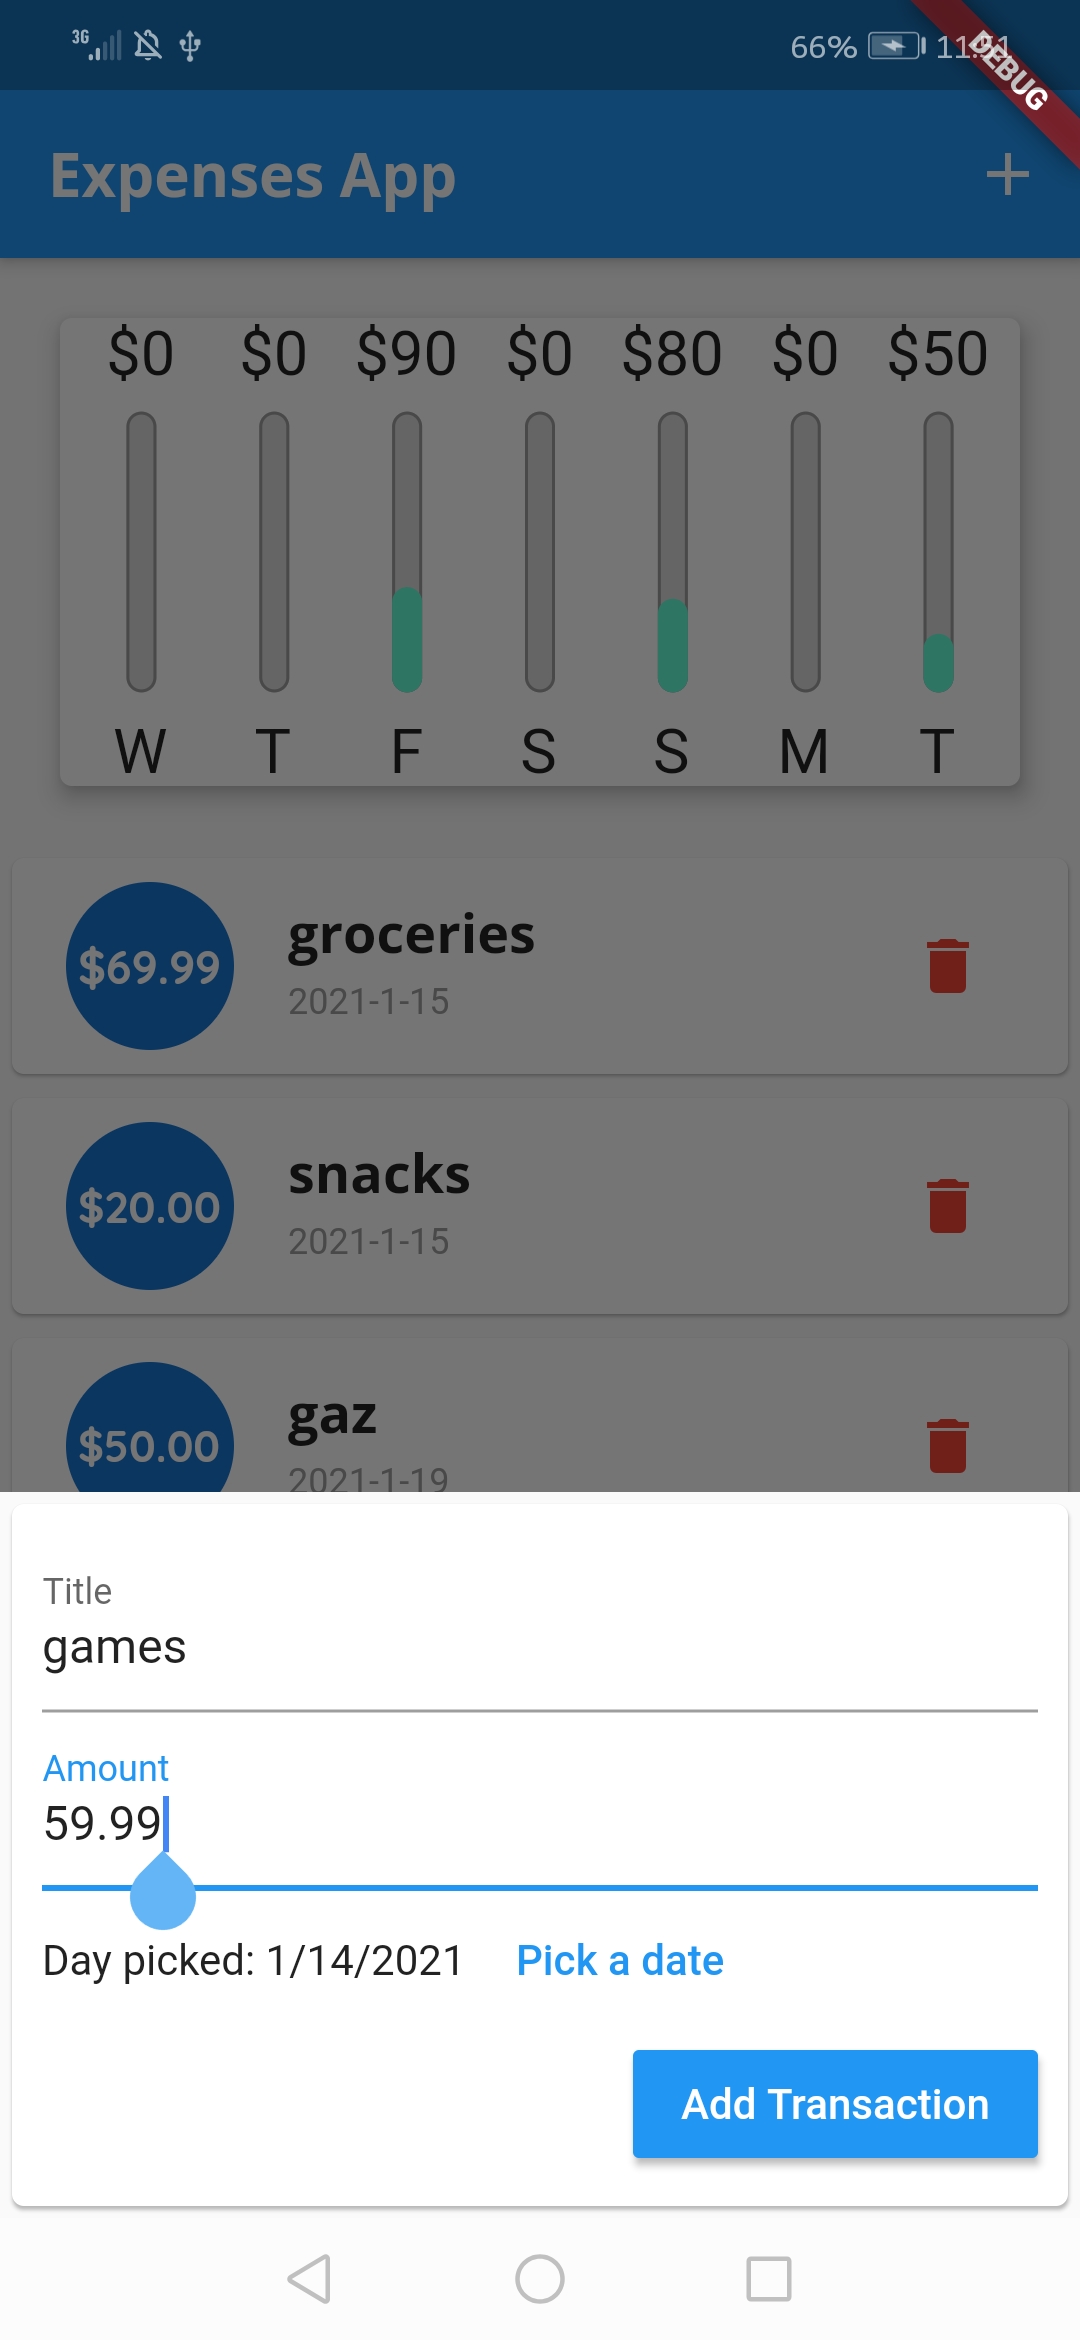 3G 66% 11:51
DEBUG
Expenses App
$0 $0 $90 $0 $80 $0 $50
W T F S S M T
$69.99 groceries
2021-1-15
$20.00 snacks
2021-1-15
$50.00 gaz
2021-1-19
Title
games
Amount
59.99
Day picked: 1/14/2021 Pick a date
Add Transaction